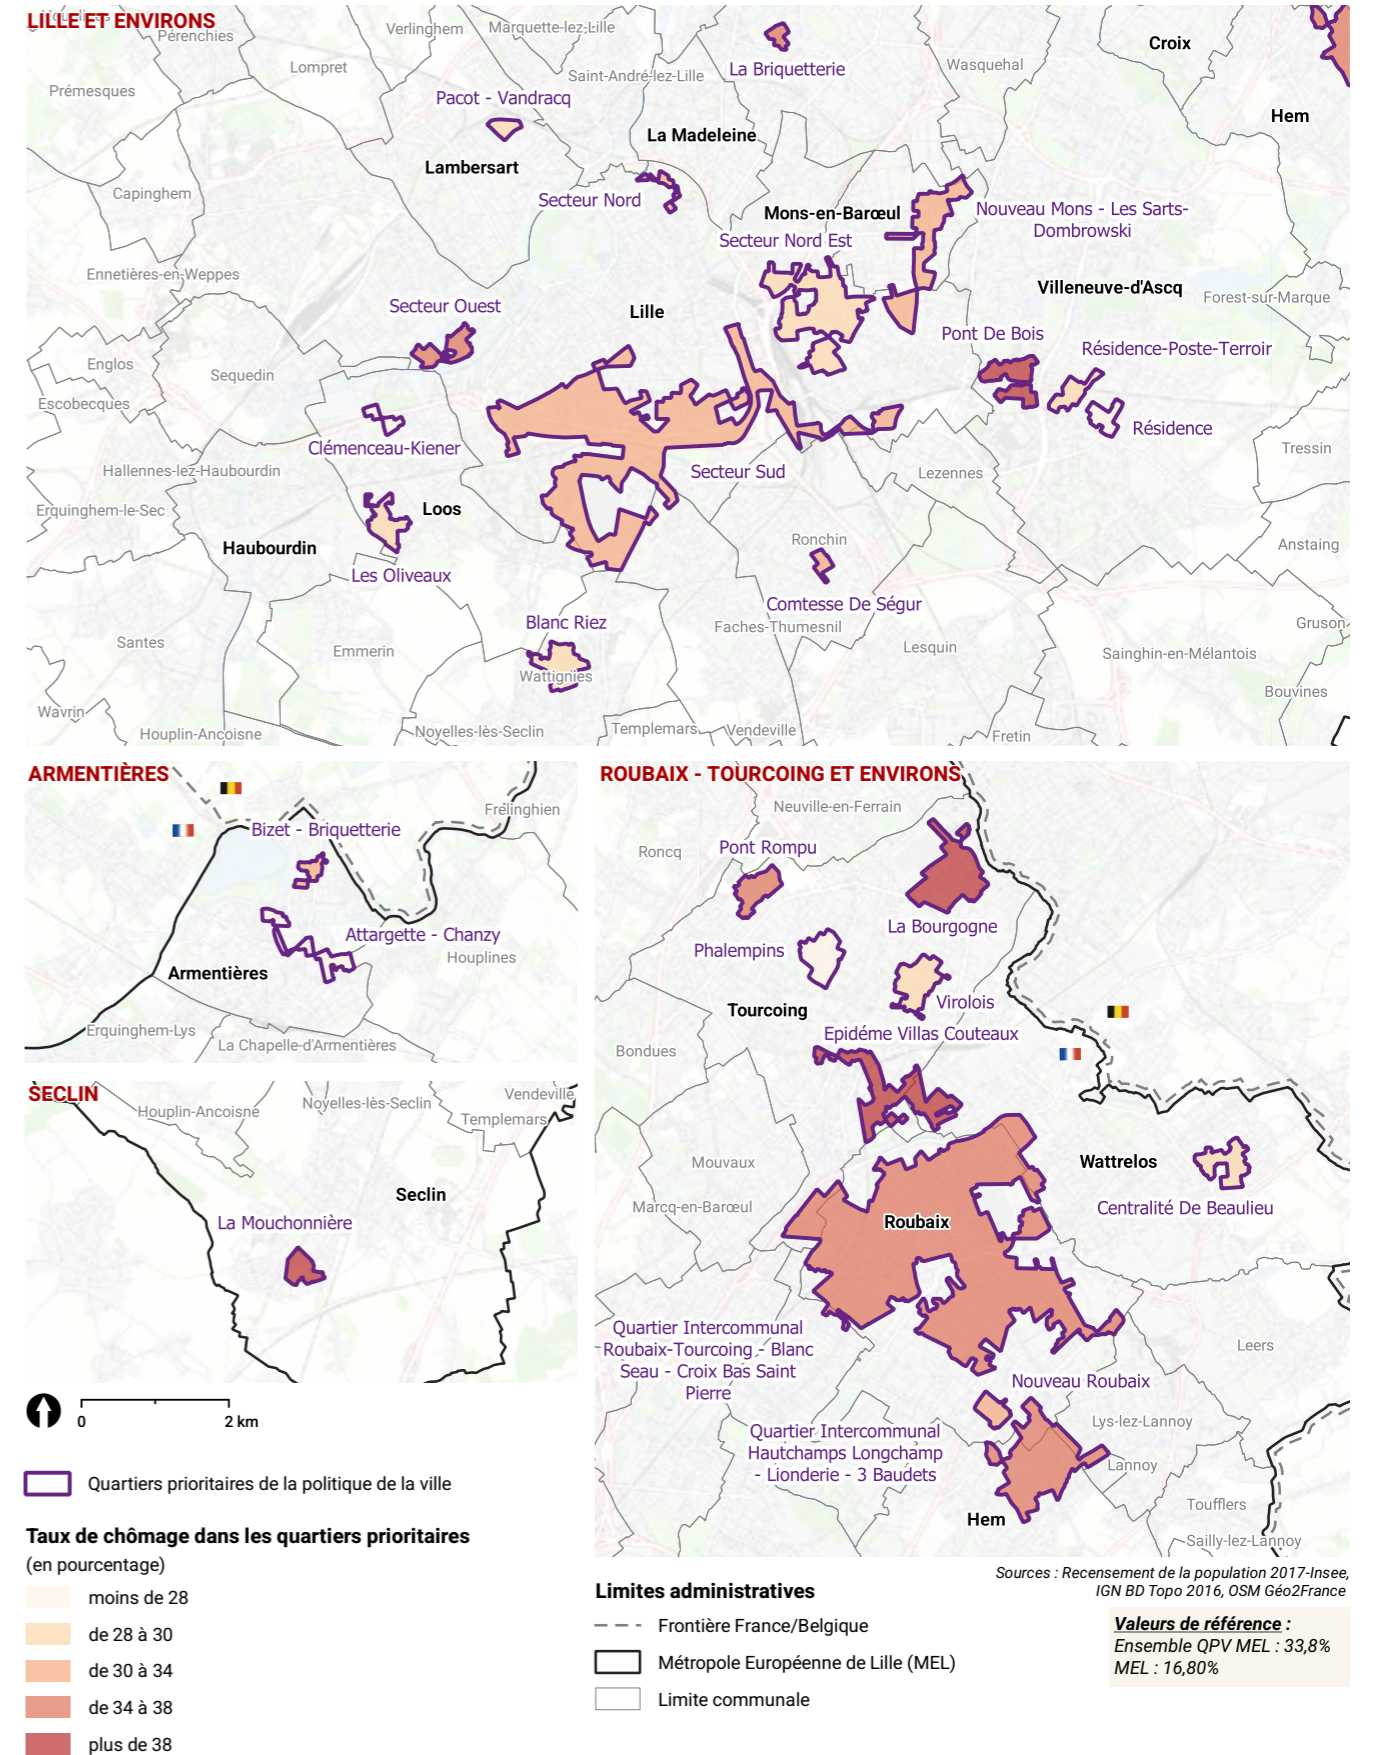 LILLE ET ENVIRONS
Pérenchies
Verlinghem
Marquette-lez-Lille
Croix
La Briquetterie
Wasquehal
Lompret
Saint-André-lez-Lille
Prémesques
Pacot - Vandracq
Hem
La Madeleine
Lambersart
Capinghem
Secteur Nord
Mons-en-Barœul
Nouveau Mons - Les Sarts-
Dombrowski
Secteur Nord Est
Ennetières-en-Weppes
Villeneuve-d'Ascq
Forest-sur-Marque
Secteur Ouest
Lille
Pont De Bois
Résidence-Poste-Terroir
Englos
Sequedin
Escobecques
Résidence
Clémenceau-Kiener
Tressin
Hallennes-lez-Haubourdin
Secteur Sud
Lezennes
Erquinghem-le-Sec
Loos
Ronchin
Anstaing
Haubourdin
Les Oliveaux
Comtesse De Ségur
Blanc Riez
Faches-Thumesnil
Gruson
Santes
Emmerin
Lesquin
Sainghin-en-Mélantois
Wattignies
Bouvines
Wavrin
Houplin-Ancoisne
Noyelles-lès-Seclin
Templemars
Vendeville
Fretin
ARMENTIÈRES
Frélinghien
Bizet - Briquetterie
Attargette - Chanzy
Houplines
Armentières
Erquinghem-Lys
La Chapelle-d'Armentières
SECLIN
Houplin-Ancoisne
Noyelles-lès-Seclin
Vendeville
Templemars
Seclin
La Mouchonnière
ROUBAIX - TOURCOING ET ENVIRONS
Neuville-en-Ferrain
Roncq
Pont Rompu
La Bourgogne
Phalempins
Virolois
Tourcoing
Epidéme Villas Couteaux
Bondues
Mouvaux
Wattrelos
Marcq-en-Barœul
Centralité De Beaulieu
Roubaix
Quartier Intercommunal
Roubaix-Tourcoing - Blanc
Seau - Croix Bas Saint
Pierre
Leers
Nouveau Roubaix
Lys-lez-Lannoy
Quartier Intercommunal
Hautchamps Longchamp
- Lionderie - 3 Baudets
Lannoy
Toufflers
Hem
Sailly-lez-Lannoy
0
2 km
Quartiers prioritaires de la politique de la ville
Taux de chômage dans les quartiers prioritaires
(en pourcentage)
moins de 28
de 28 à 30
de 30 à 34
de 34 à 38
plus de 38
Limites administratives
Frontière France/Belgique
Métropole Européenne de Lille (MEL)
Limite communale
Sources : Recensement de la population 2017-Insee,
IGN BD Topo 2016, OSM Géo2France
Valeurs de référence :
Ensemble QPV MEL : 33,8%
MEL : 16,80%